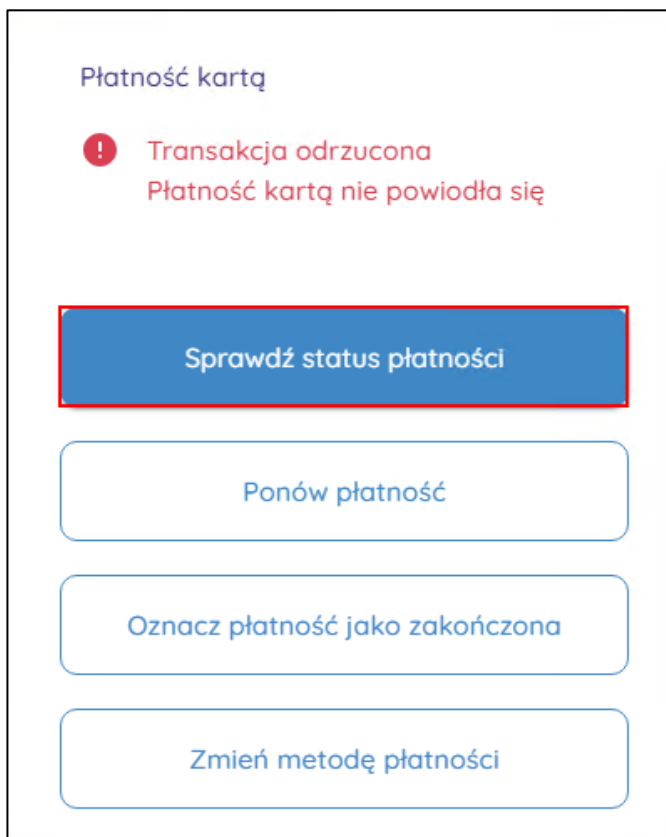 Płatność kartą
Transakcja odrzucona
Płatność kartą nie powiodła się
Sprawdź status płatności
Ponów płatność
Oznacz płatność jako zakończona
Zmień metodę płatności